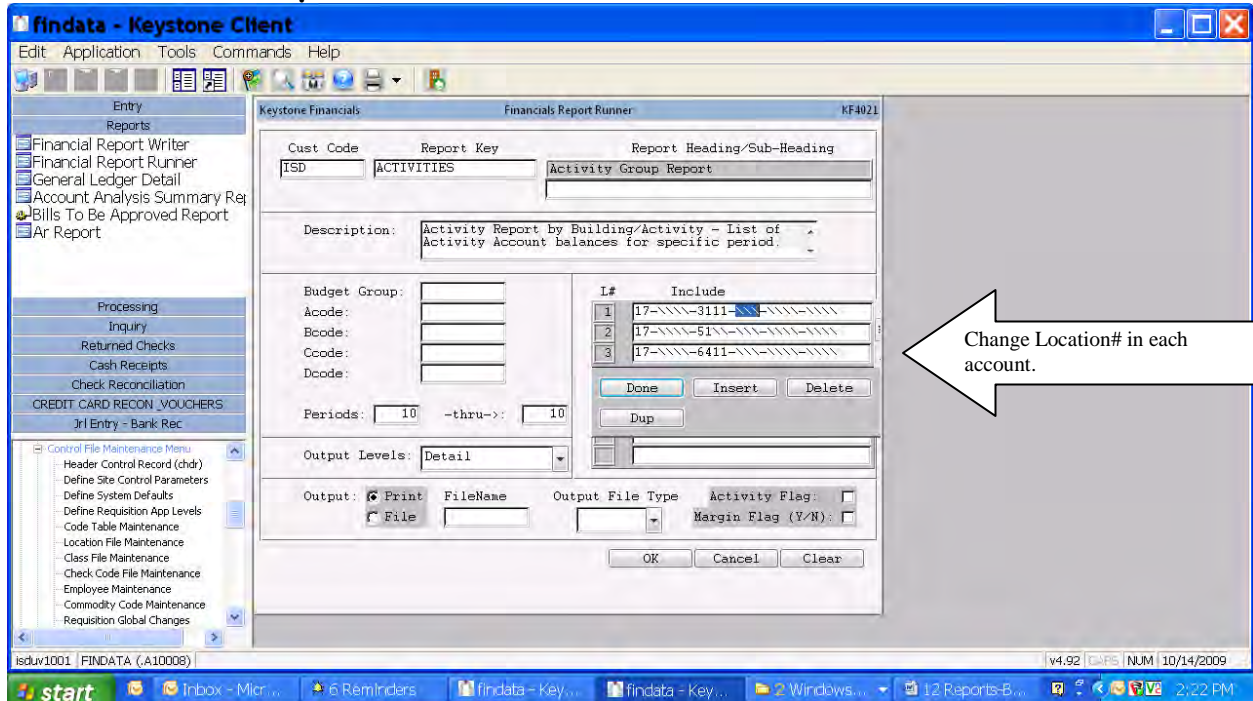 findata - Keystone Client
Edit Application Tools Commands Help
Entry
Reports
Financial Report Writer
Financial Report Runner
General Ledger Detail
Account Analysis Summary Rep
Bills To Be Approved Report
Ar Report
Processing
Inquiry
Returned Checks
Cash Receipts
Check Reconciliation
CREDIT CARD RECON _VOUCHERS
Jrl Entry - Bank Rec
Control File Maintenance Menu
Header Control Record (chdr)
Define Site Control Parameters
Define System Defaults
Define Requisition App Levels
Code Table Maintenance
Location File Maintenance
Class File Maintenance
Check Code File Maintenance
Employee Maintenance
Commodity Code Maintenance
Requisition Global Changes
Keystone Financials Financials Report Runner KF4021
Cust Code Report Key Report Heading/Sub-Heading
ISD ACTIVITIES Activity Group Report
Description: Activity Report by Building/Activity - List of
Activity Account balances for specific period.
Budget Group:
Acode:
Bcode:
Ccode:
Dcode:
Periods: 10 -thru->: 10
L# Include
1 17-\\\\-3111-\\\-\\\\-\\\\
2 17-\\\\-51\\-\\\-\\\\-\\\\
3 17-\\\\-6411-\\\-\\\\-\\\\
Done Insert Delete
Dup
Output Levels: Detail
Output: Print FileName Output File Type Activity Flag:
File Margin Flag (Y/N):
OK Cancel Clear
Change Location# in each
account.
isduv1001 FINDATA (.A10008) v4.92 CAPS NUM 10/14/2009
start Inbox - Micr... 6 Reminders findata - Key... findata - Key... 2 Windows... 12 Reports-B... 2:22 PM